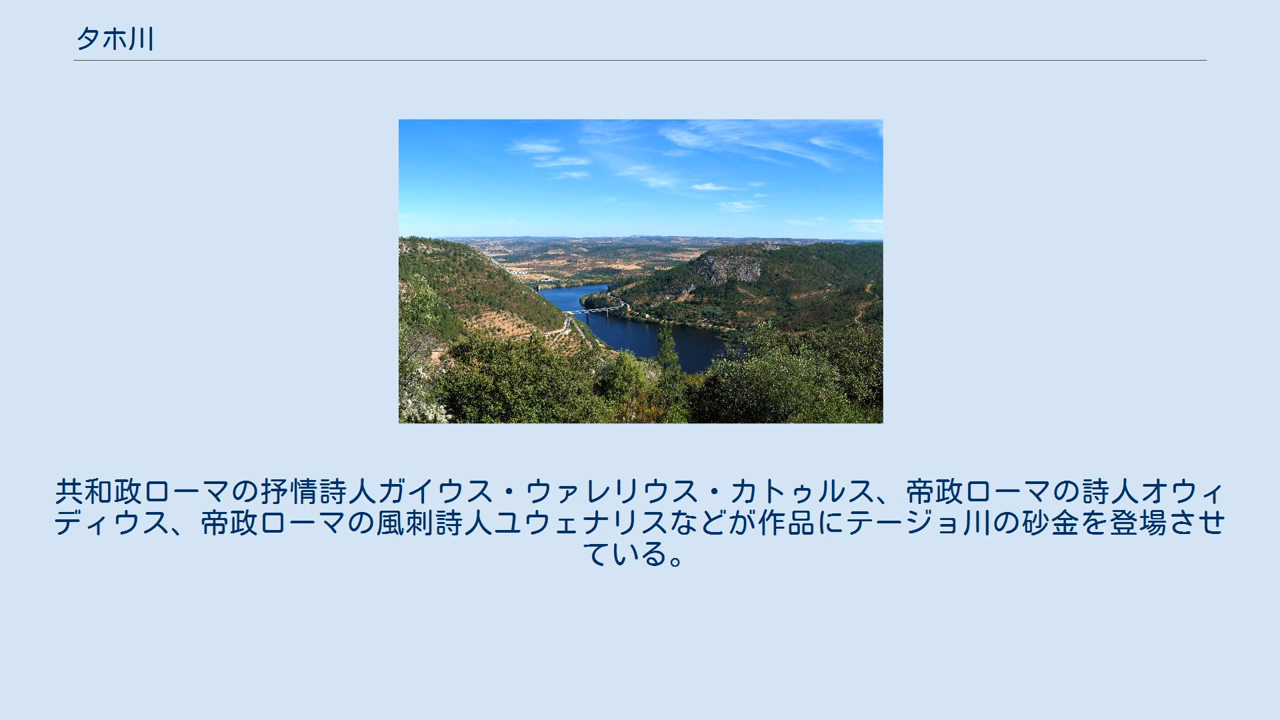 タホ川
共和政ローマの抒情詩人ガイウス・ウァレリウス・カトゥルス、帝政ローマの詩人オウィ
ディウス、帝政ローマの風刺詩人ユウェナリスなどが作品にテージョ川の砂金を登場させ
ている。